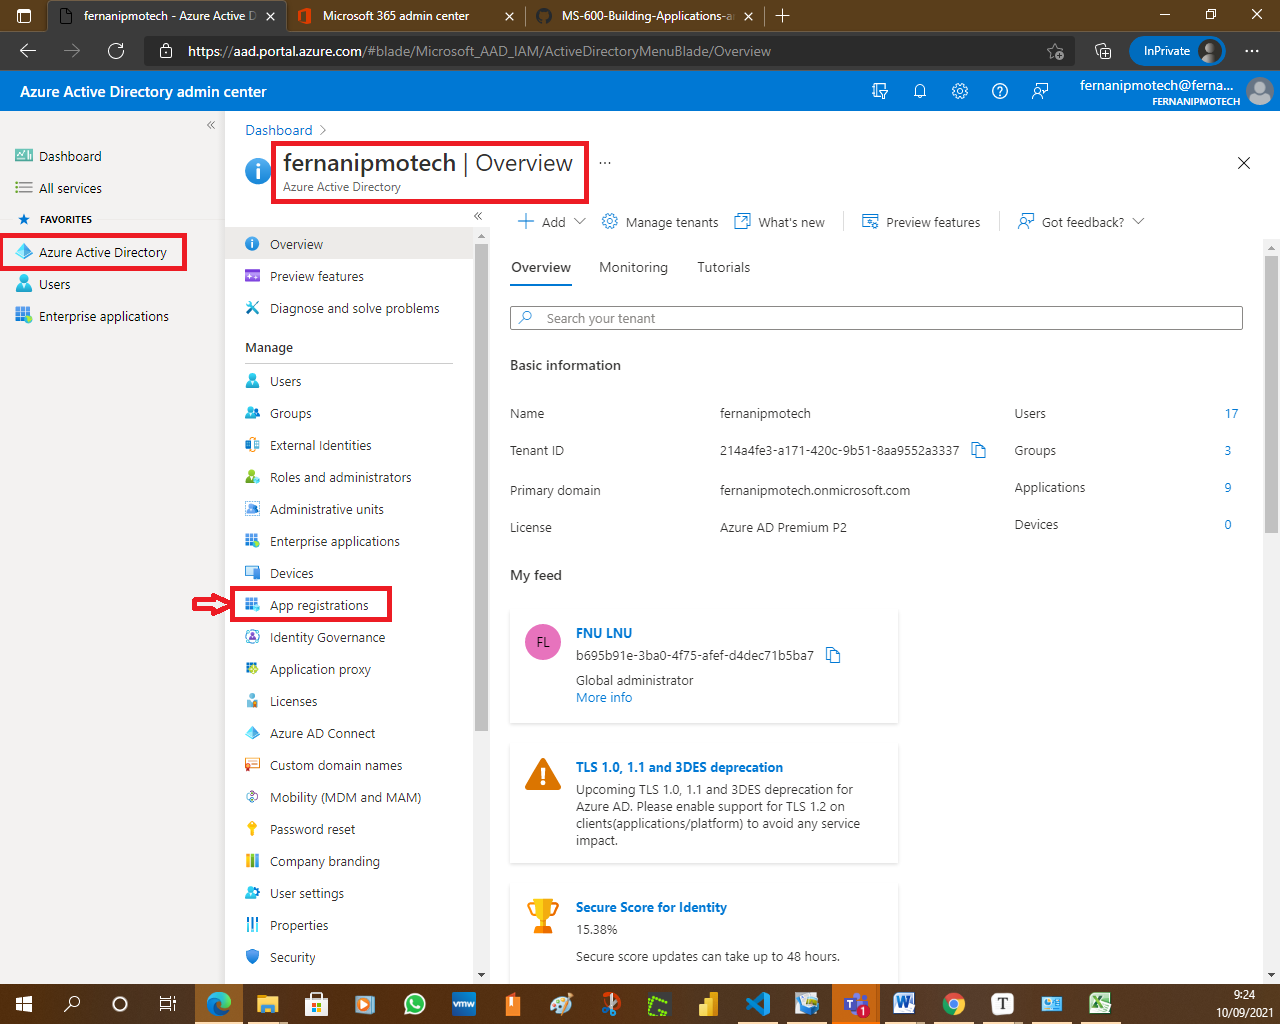 fernanipmotech - Azure Active D
Microsoft 365 admin center
MS-600-Building-Applications-a
https://aad.portal.azure.com/#blade/Microsoft_AAD_IAM/ActiveDirectoryMenuBlade/Overview
InPrivate
Azure Active Directory admin center
fernanipmotech@ferna...
FERNANIPMOTECH
Dashboard
All services
FAVORITES
Azure Active Directory
Users
Enterprise applications
Dashboard >
fernanipmotech | Overview ...
Azure Active Directory
Overview
Preview features
Diagnose and solve problems
Manage
Users
Groups
External Identities
Roles and administrators
Administrative units
Enterprise applications
Devices
App registrations
Identity Governance
Application proxy
Licenses
Azure AD Connect
Custom domain names
Mobility (MDM and MAM)
Password reset
Company branding
User settings
Properties
Security
Add
Manage tenants
What's new
Preview features
Got feedback?
Overview
Monitoring
Tutorials
Search your tenant
Basic information
Name fernanipmotech
Tenant ID 214a4fe3-a171-420c-9b51-8aa9552a3337
Primary domain fernanipmotech.onmicrosoft.com
License Azure AD Premium P2
Users 17
Groups 3
Applications 9
Devices 0
My feed
FL
FNU LNU
b695b91e-3ba0-4f75-afef-d4dec71b5ba7
Global administrator
More info
TLS 1.0, 1.1 and 3DES deprecation
Upcoming TLS 1.0, 1.1 and 3DES deprecation for
Azure AD. Please enable support for TLS 1.2 on
clients(applications/platform) to avoid any service
impact.
Secure Score for Identity
15.38%
Secure score updates can take up to 48 hours.
vmw
1
T
9:24
10/09/2021